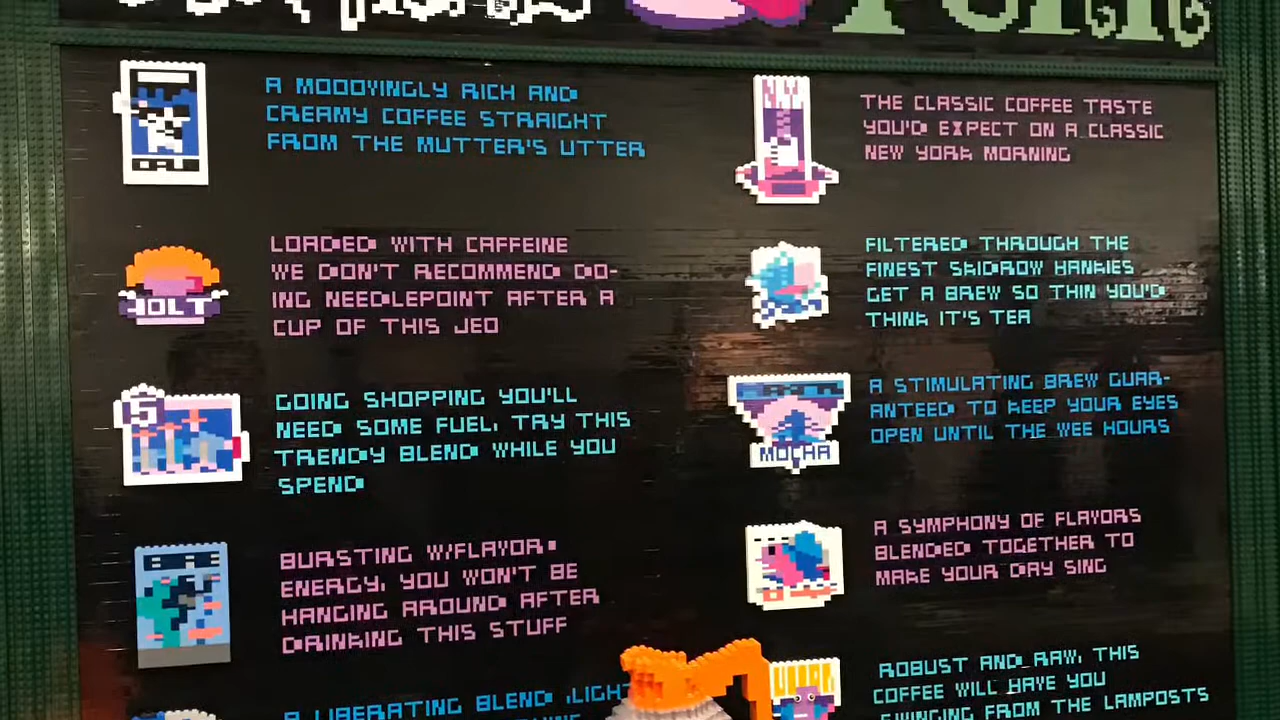 A MOOOVINGLY RICH AND
CREAMY COFFEE STRAIGHT
FROM THE MUTTER'S UTTER
LOADED WITH CAFFEINE
WE DON'T RECOMMEND DO-
ING NEEDLEPOINT AFTER A
CUP OF THIS JEO
HOLT
GOING SHOPPING YOU'LL
NEED SOME FUEL, TRY THIS
TRENDY BLEND WHILE YOU
SPEND
5
BURSTING W/FLAVOR &
ENERGY, YOU WON'T BE
HANGING AROUND AFTER
DRINKING THIS STUFF
A LIBERATING BLEND, LIGHT
NY
THE CLASSIC COFFEE TASTE
YOU'D EXPECT ON A CLASSIC
NEW YORK MORNING
FILTERED THROUGH THE
FINEST SKIDROW HANKIES
GET A BREW SO THIN YOU'D
THINK IT'S TEA
MOCHA
A STIMULATING BREW GUAR-
ANTEED TO KEEP YOUR EYES
OPEN UNTIL THE WEE HOURS
A SYMPHONY OF FLAVORS
BLENDED TOGETHER TO
MAKE YOUR DAY SING
ROBUST AND RAW, THIS
COFFEE WILL HAVE YOU
SWINGING FROM THE LAMPOSTS